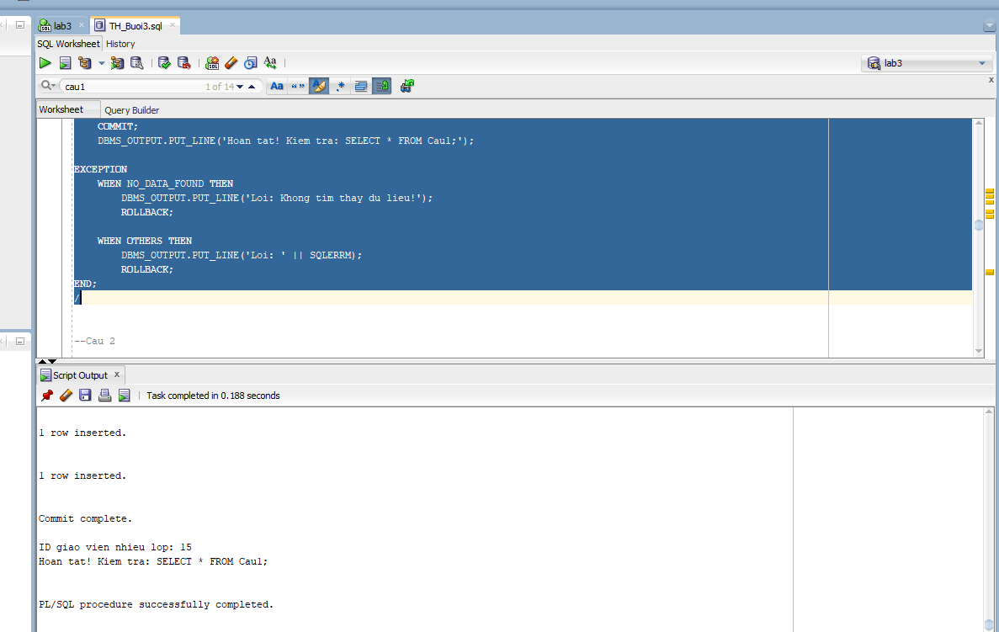 lab3
TH_Buoi3.sql
SQL Worksheet History
lab3
cau1
1 of 14
Aa
Worksheet Query Builder
COMMIT;
DBMS_OUTPUT.PUT_LINE('Hoan tat! Kiem tra: SELECT * FROM Cau1;');
EXCEPTION
WHEN NO_DATA_FOUND THEN
DBMS_OUTPUT.PUT_LINE('Loi: Khong tim thay du lieu!');
ROLLBACK;
WHEN OTHERS THEN
DBMS_OUTPUT.PUT_LINE('Loi: ' || SQLERRM);
ROLLBACK;
END;
/
--Cau 2
Script Output
Task completed in 0.188 seconds
1 row inserted.
1 row inserted.
Commit complete.
ID giao vien nhieu lop: 15
Hoan tat! Kiem tra: SELECT * FROM Cau1;
PL/SQL procedure successfully completed.